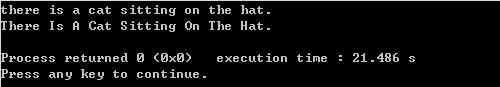 there is a cat sitting on the hat.
There Is A Cat Sitting On The Hat.
Process returned 0 (0x0)   execution time : 21.486 s
Press any key to continue.